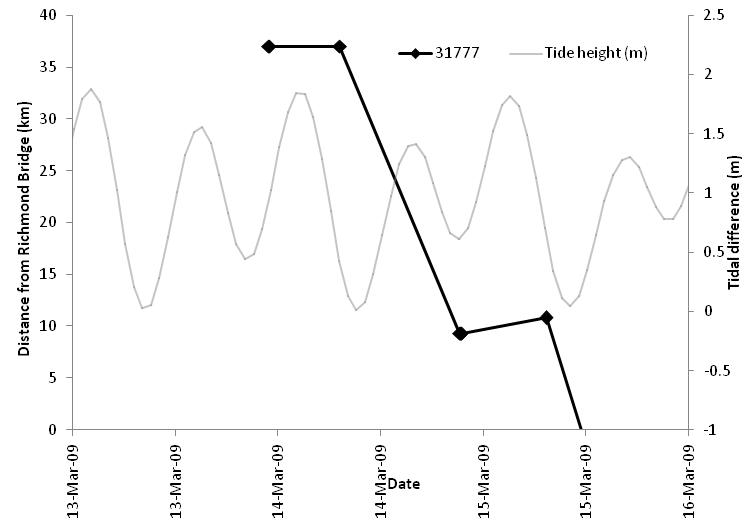 40
35
30
25
20
15
10
5
0
Distance from Richmond Bridge (km)
31777
Tide height (m)
2.5
2
1.5
1
0.5
0
-0.5
-1
Tidal difference (m)
13-Mar-09
13-Mar-09
14-Mar-09
14-Mar-09
15-Mar-09
15-Mar-09
16-Mar-09
Date